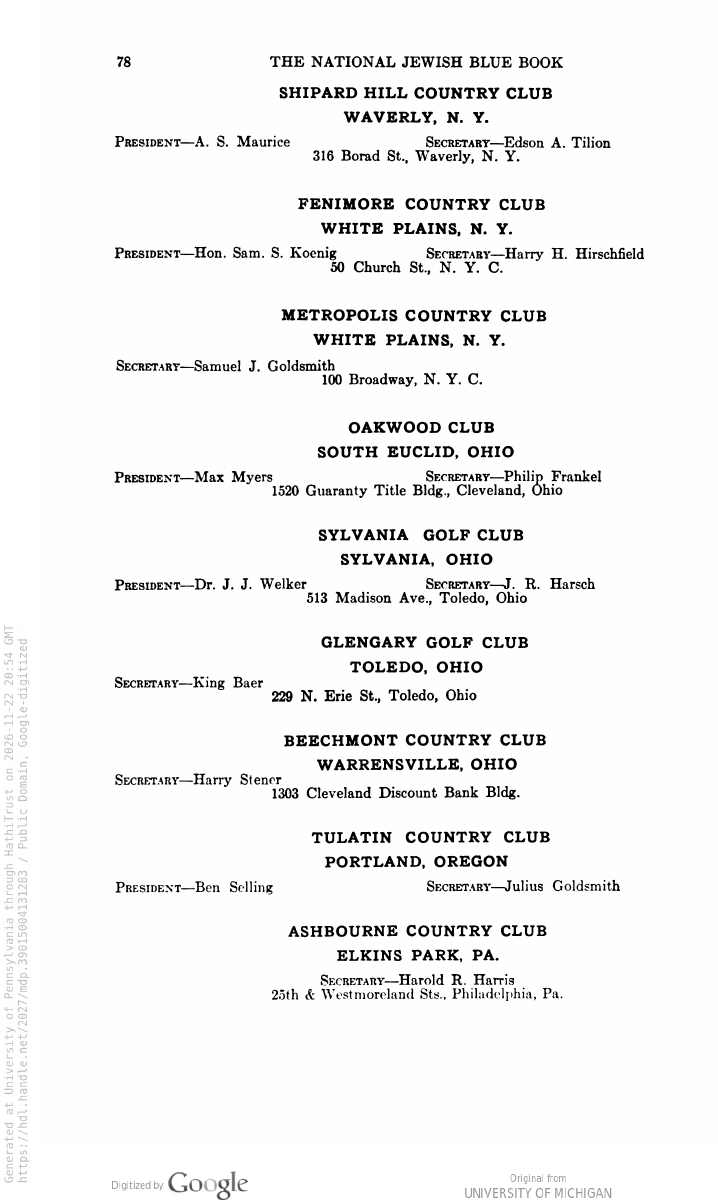 78 THE NATIONAL JEWISH BLUE BOOK
SHIPARD HILL COUNTRY CLUB
WAVERLY, N. Y.
PRESIDENT—A. S. Maurice SECRETARY—Edson A. Tilion
316 Borad St., Waverly, N. Y.
FENIMORE COUNTRY CLUB
WHITE PLAINS, N. Y.
PRESIDENT—Hon. Sam. S. Koenig SECRETARY—Harry H. Hirschfield
50 Church St., N. Y. C.
METROPOLIS COUNTRY CLUB
WHITE PLAINS, N. Y.
SECRETARY—Samuel J. Goldsmith
100 Broadway, N. Y. C.
OAKWOOD CLUB
SOUTH EUCLID, OHIO
PRESIDENT—Max Myers SECRETARY—Philip Frankel
1520 Guaranty Title Bldg., Cleveland, Ohio
SYLVANIA GOLF CLUB
SYLVANIA, OHIO
PRESIDENT—Dr. J. J. Welker SECRETARY—J. R. Harsch
513 Madison Ave., Toledo, Ohio
GLENGARY GOLF CLUB
TOLEDO, OHIO
SECRETARY—King Baer
229 N. Erie St., Toledo, Ohio
BEECHMONT COUNTRY CLUB
WARRENSVILLE, OHIO
SECRETARY—Harry Stener
1303 Cleveland Discount Bank Bldg.
TULATIN COUNTRY CLUB
PORTLAND, OREGON
PRESIDENT—Ben Selling SECRETARY—Julius Goldsmith
ASHBOURNE COUNTRY CLUB
ELKINS PARK, PA.
SECRETARY—Harold R. Harris
25th & Westmoreland Sts., Philadelphia, Pa.
Generated at University of Pennsylvania through HathiTrust on 2026-11-22 20:54 GMT
https://hdl.handle.net/2027/mdp.39015004131283 / Public Domain, Google-digitized
Digitized by Google
Original from
UNIVERSITY OF MICHIGAN